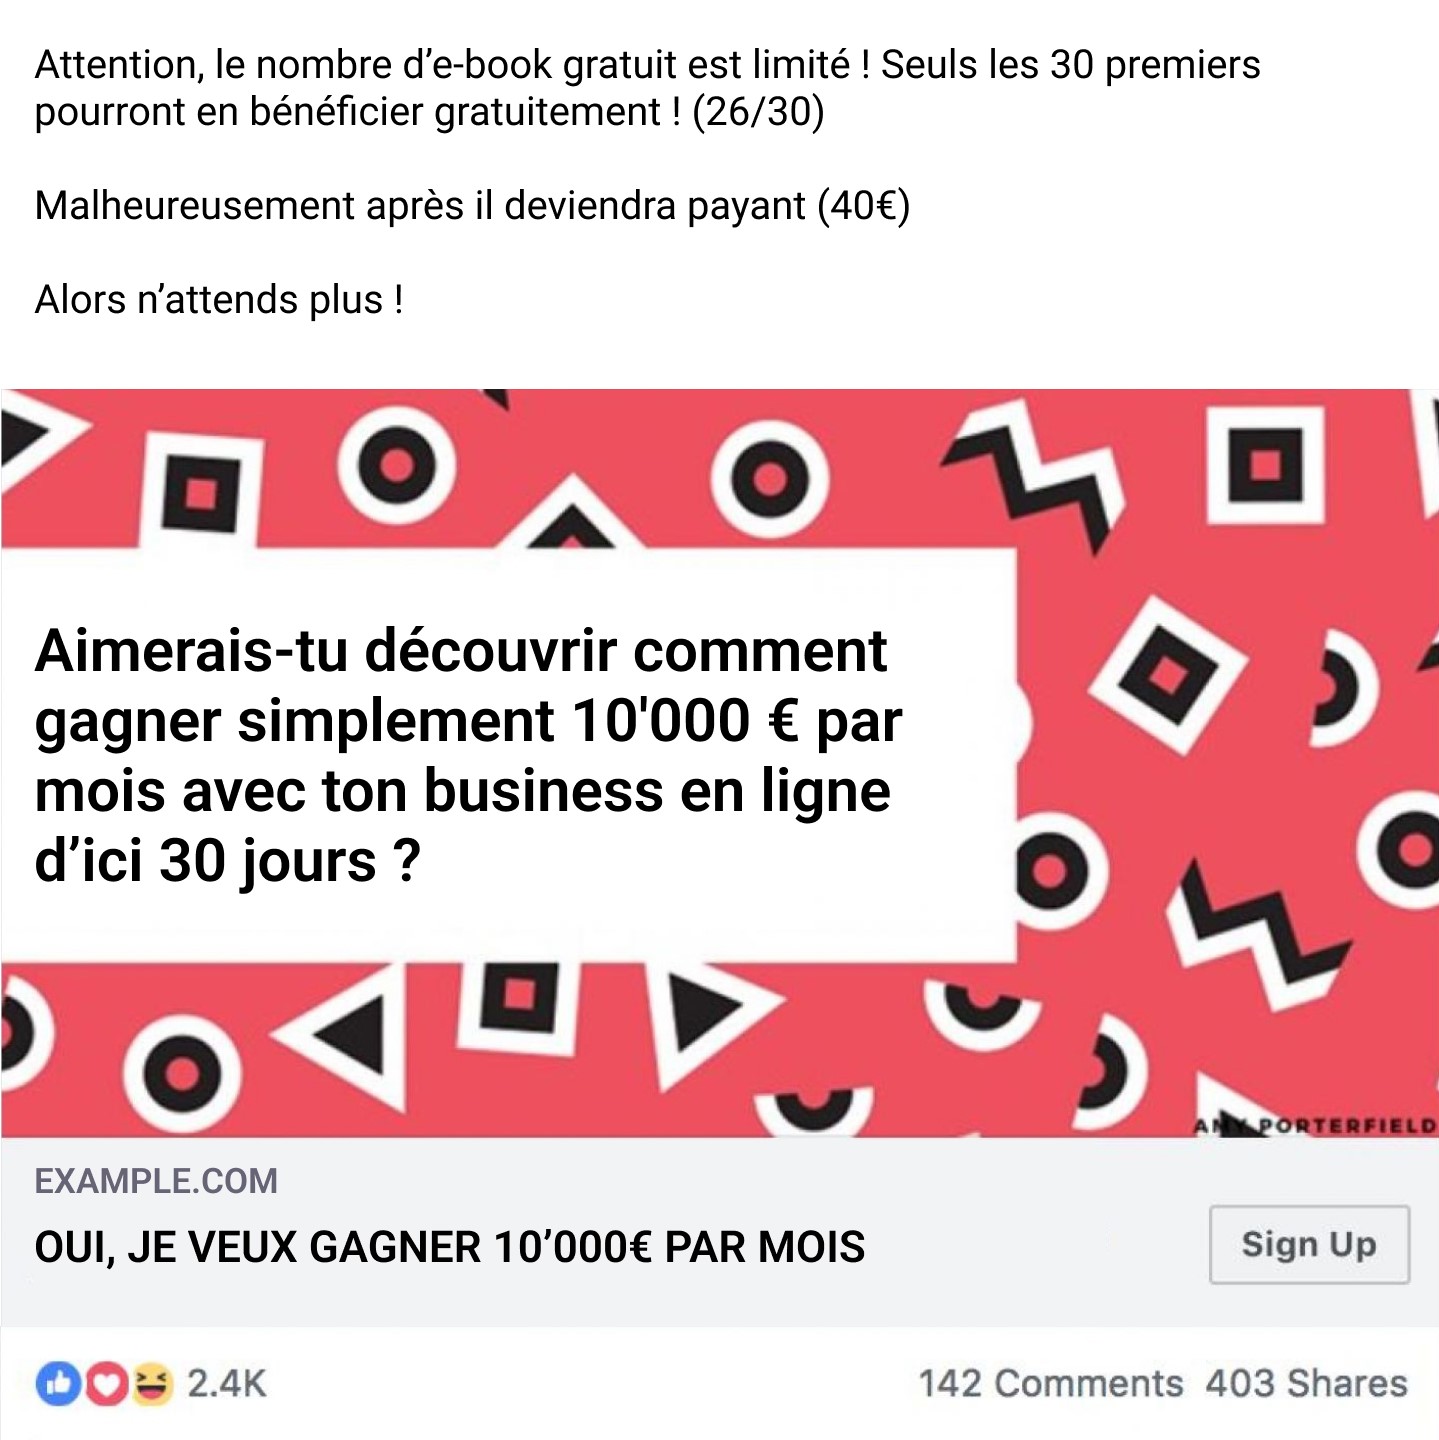 Attention, le nombre d’e-book gratuit est limité ! Seuls les 30 premiers
pourront en bénéficier gratuitement ! (26/30)
Malheureusement après il deviendra payant (40€)
Alors n’attends plus !
Aimerais-tu découvrir comment
gagner simplement 10'000 € par
mois avec ton business en ligne
d’ici 30 jours ?
AMY PORTERFIELD
EXAMPLE.COM
OUI, JE VEUX GAGNER 10’000€ PAR MOIS
Sign Up
2.4K
142 Comments 403 Shares